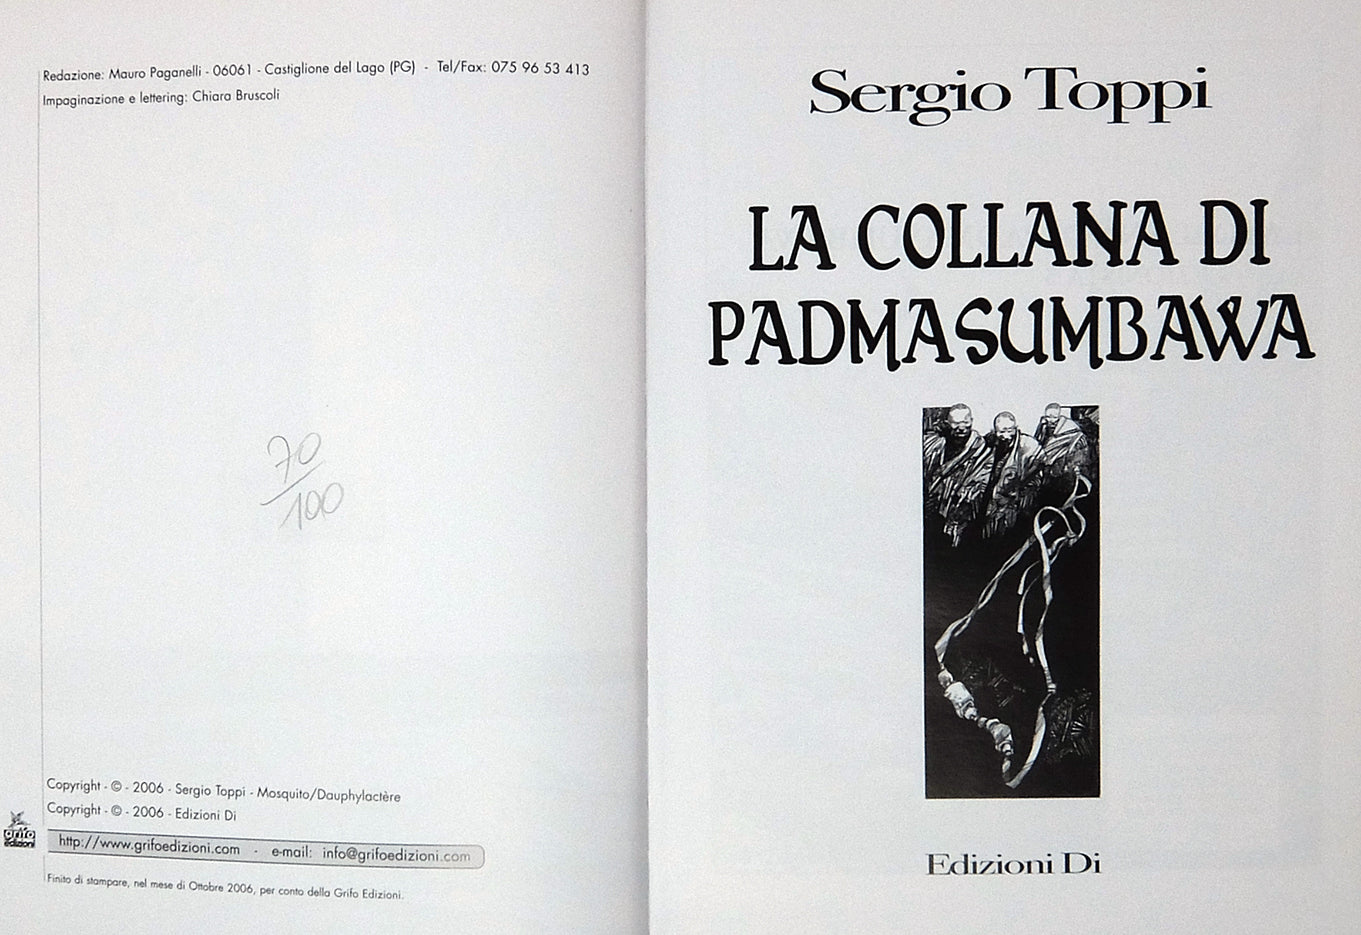 Redazione: Mauro Paganelli - 06061 - Castiglione del Lago (PG) - Tel/Fax: 075 96 53 413
Impaginazione e lettering: Chiara Bruscoli
70
100
Copyright - © - 2006 - Sergio Toppi - Mosquito/Dauphylactère
Copyright - © - 2006 - Edizioni Di
grifo
edizioni
http://www.grifoedizioni.com - e-mail: info@grifoedizioni.com
Finito di stampare, nel mese di Ottobre 2006, per conto della Grifo Edizioni.
Sergio Toppi
LA COLLANA DI
PADMASUMBAWA
Edizioni Di